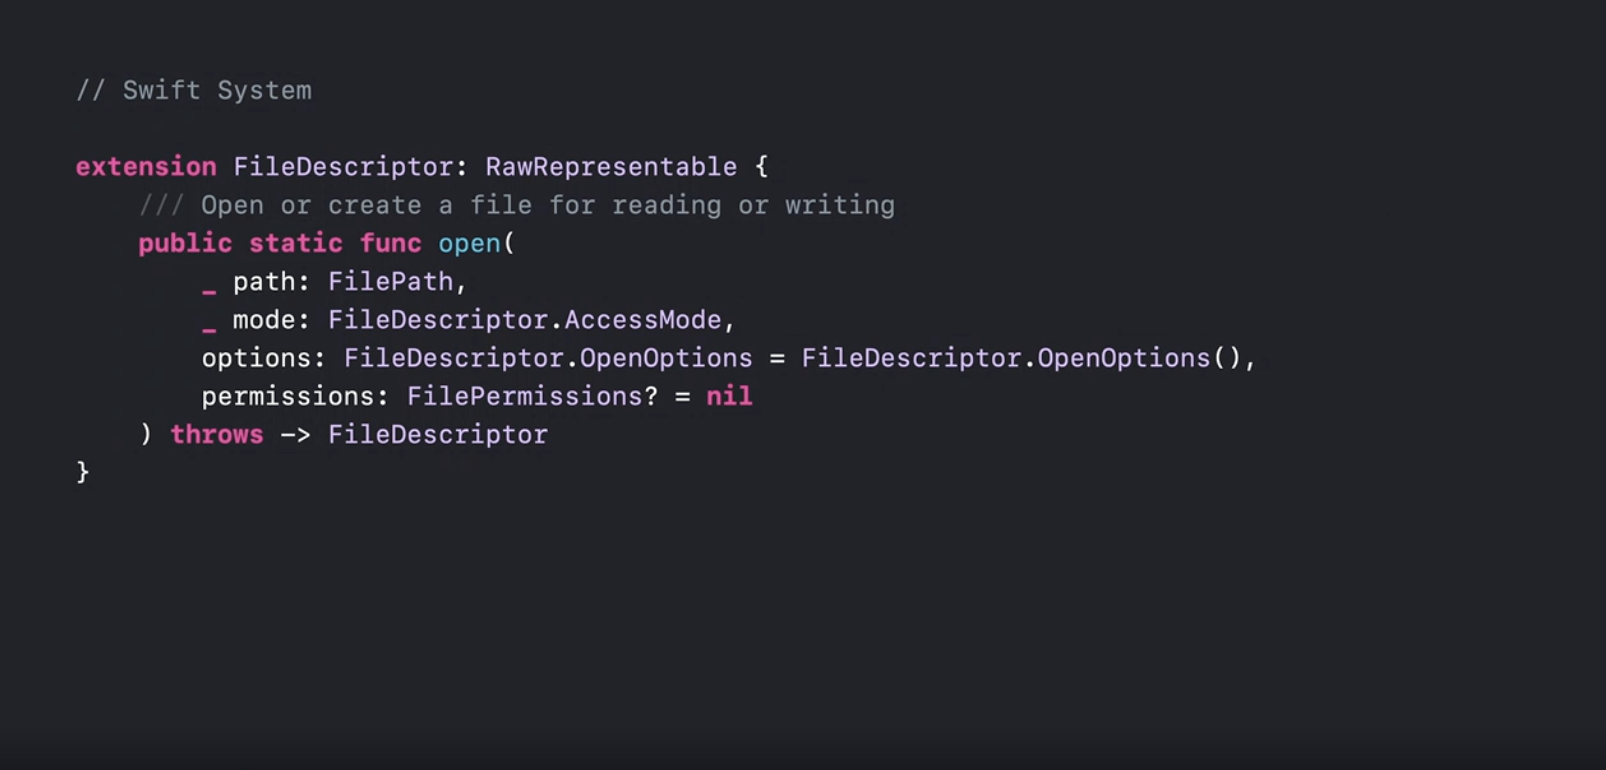 // Swift System
extension FileDescriptor: RawRepresentable {
/// Open or create a file for reading or writing
public static func open(
_ path: FilePath,
_ mode: FileDescriptor.AccessMode,
options: FileDescriptor.OpenOptions = FileDescriptor.OpenOptions(),
permissions: FilePermissions? = nil
) throws -> FileDescriptor
}